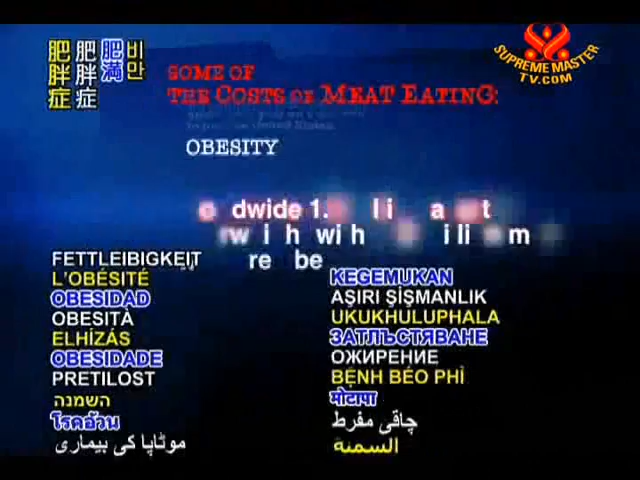 肥胖症
肥胖症
肥満
비만
SUPREME MASTER
TV.COM
SOME OF
THE COSTS OF MEAT EATING:
OBESITY
dwide 1.
FETTLEIBIGKEIT
L'OBÉSITÉ
OBESIDAD
OBESITÀ
ELHÍZÁS
OBESIDADE
PRETILOST
השמנה
โรคอ้วน
موٹاپا کی بیماری
KEGEMUKAN
AŞIRI ŞİŞMANLIK
UKUKHULUPHALA
ЗАТЛЪСТЯВАНЕ
ОЖИРЕНИЕ
BỆNH BÉO PHÌ
मोटापा
چاقی مفرط
السمنة